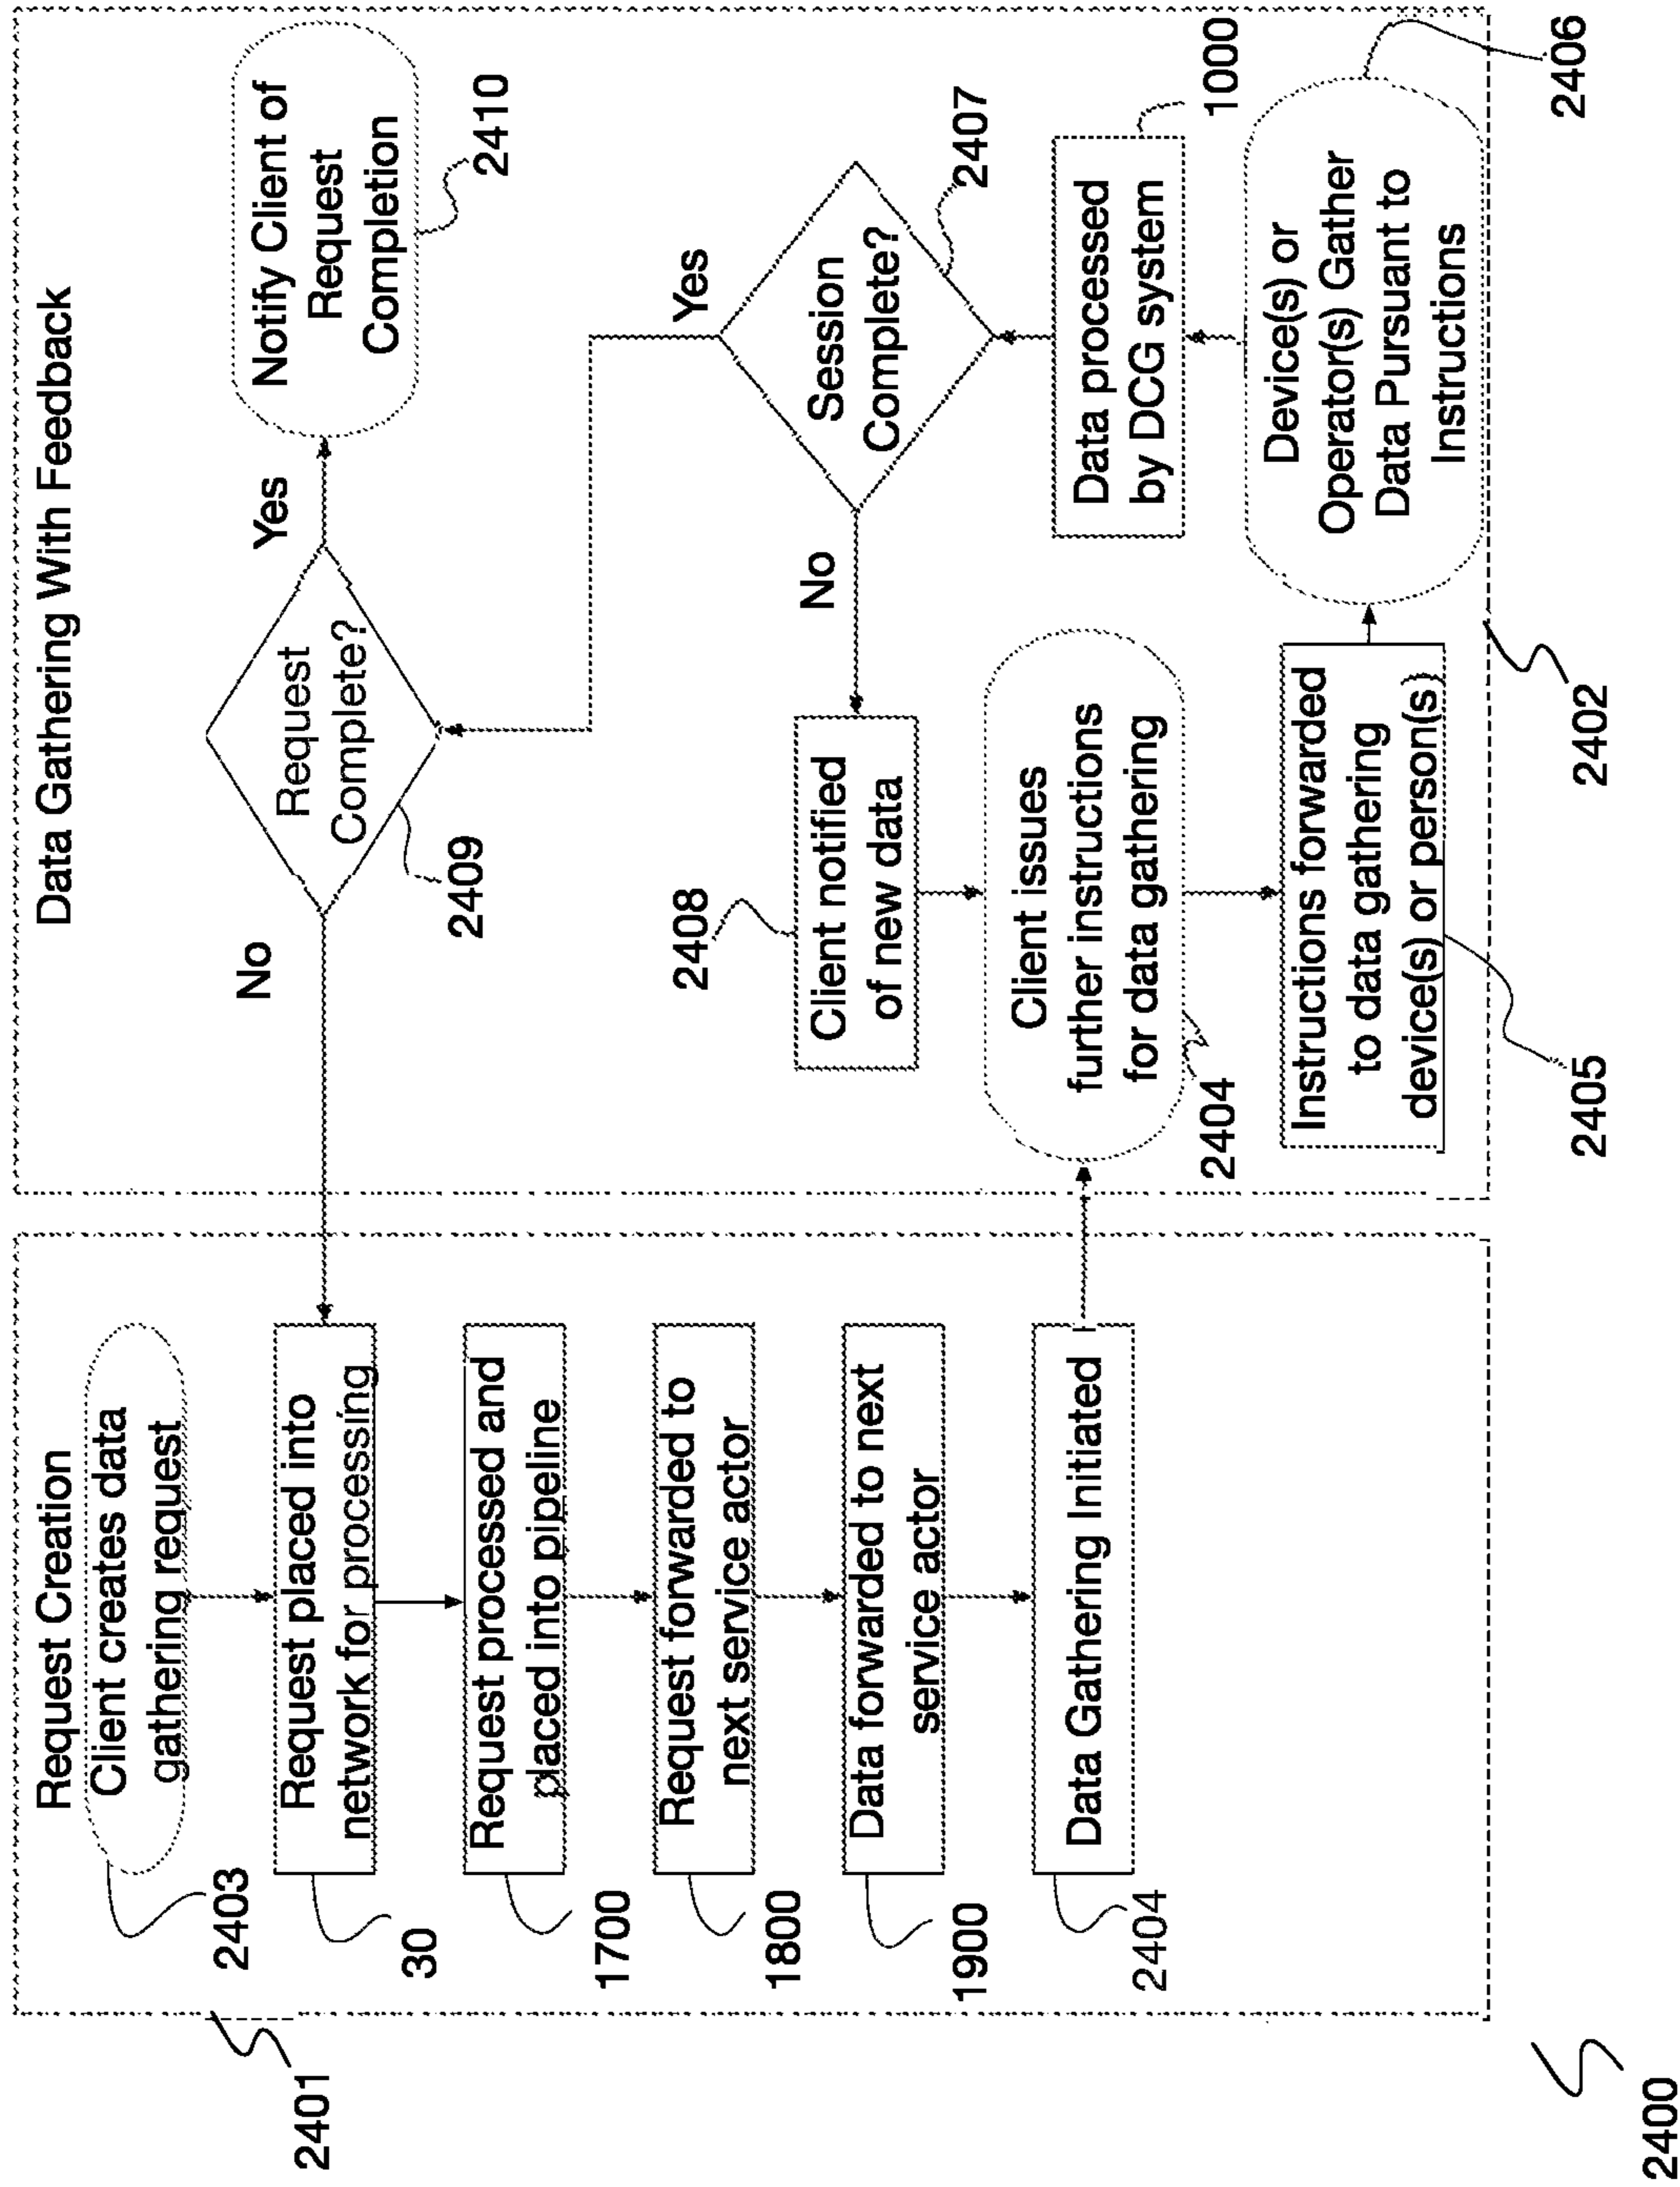 Request Creation
Client creates data
gathering request
2403
Request placed into
network for processing
30
Request processed and
placed into pipeline
1700
Request forwarded to
next service actor
1800
Data forwarded to next
service actor
1900
Data Gathering Initiated
2404
2401
Data Gathering With Feedback
No
Request
Complete?
2409
Yes
Notify Client of
Request
Completion
2410
2408
Client notified
of new data
No
Session
Complete?
Yes
2407
Client issues
further instructions
for data gathering
2404
Data processed
by DCG system
1000
Instructions forwarded
to data gathering
device(s) or person(s)
2405
Device(s) or
Operator(s) Gather
Data Pursuant to
Instructions
2406
2402
2400